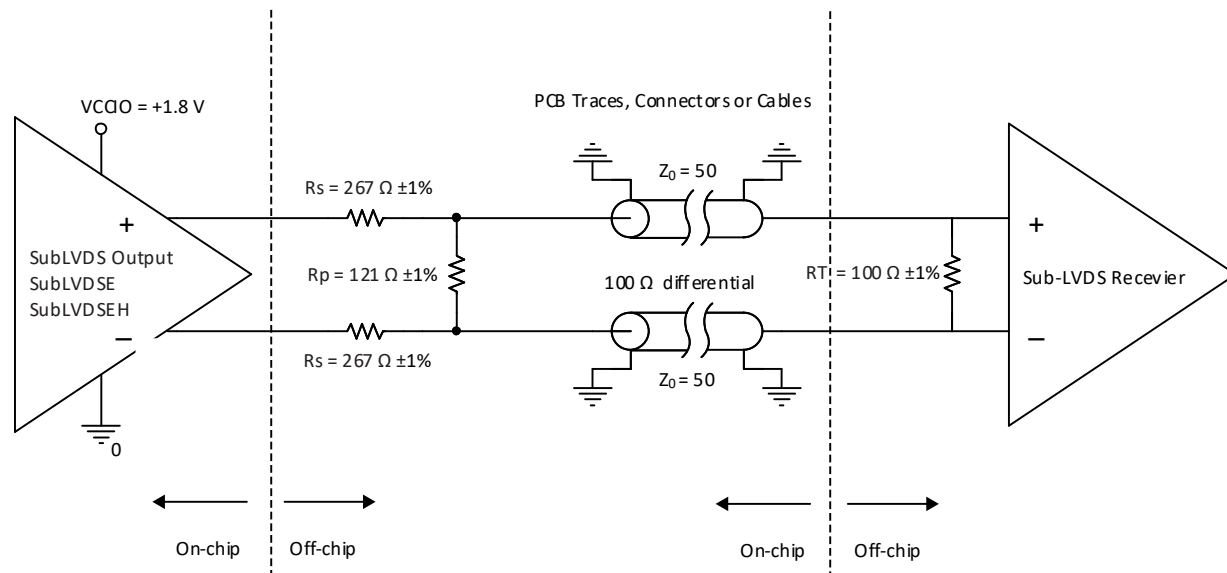 VCCIO = +1.8 V
PCB Traces, Connectors or Cables
Z0 = 50
Rs = 267 Ω ±1%
+
+
SubLVDS Output
SubLVDSE
SubLVDSEH
Rp = 121 Ω ±1%
100 Ω differential
RT = 100 Ω ±1%
Sub-LVDS Recevier
−
−
Rs = 267 Ω ±1%
Z0 = 50
0
On-chip
Off-chip
On-chip
Off-chip